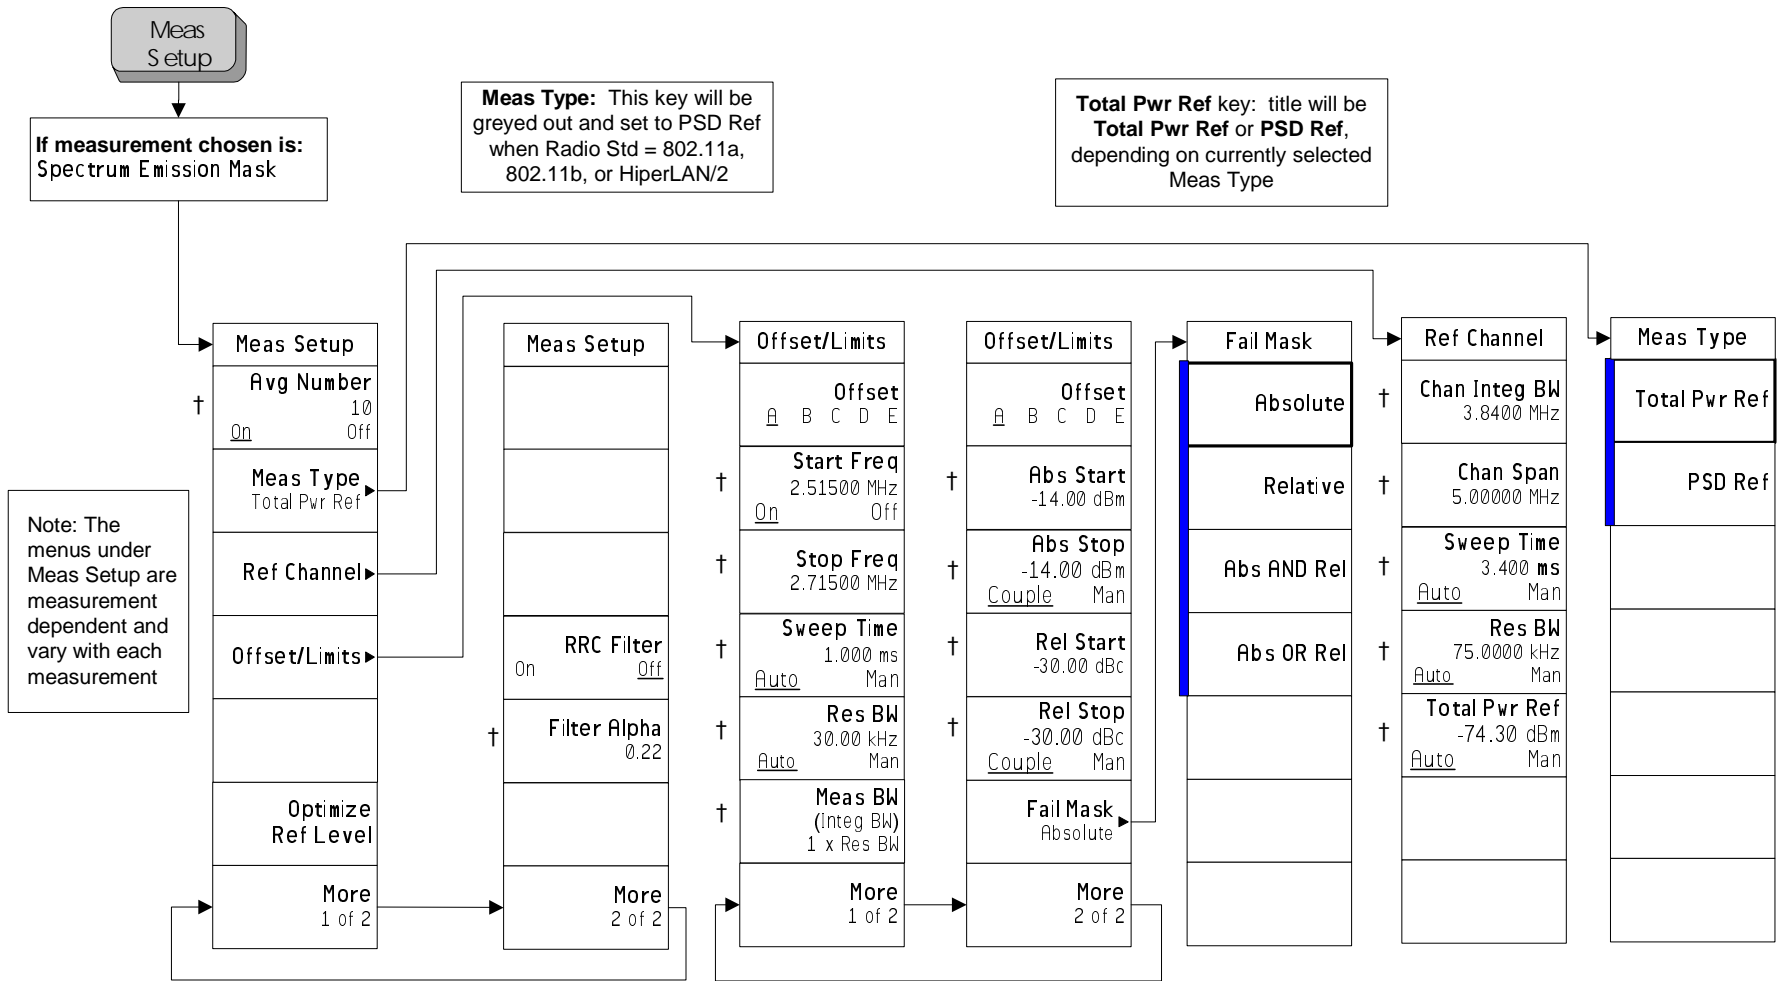 Meas
Setup
If measurement chosen is:
Spectrum Emission Mask
Meas Type: This key will be
greyed out and set to PSD Ref
when Radio Std = 802.11a,
802.11b, or HiperLAN/2
Total Pwr Ref key: title will be
Total Pwr Ref or PSD Ref,
depending on currently selected
Meas Type
Note: The
menus under
Meas Setup are
measurement
dependent and
vary with each
measurement
Meas Setup
† Avg Number
10
On Off
Meas Type
Total Pwr Ref
Ref Channel
Offset/Limits
Optimize
Ref Level
More
1 of 2
Meas Setup
RRC Filter
On Off
† Filter Alpha
0.22
More
2 of 2
Offset/Limits
Offset
A B C D E
† Start Freq
2.51500 MHz
On Off
† Stop Freq
2.71500 MHz
† Sweep Time
1.000 ms
Auto Man
† Res BW
30.00 kHz
Auto Man
† Meas BW
(Integ BW)
1 x Res BW
More
1 of 2
Offset/Limits
Offset
A B C D E
† Abs Start
-14.00 dBm
† Abs Stop
-14.00 dBm
Couple Man
† Rel Start
-30.00 dBc
† Rel Stop
-30.00 dBc
Couple Man
Fail Mask
Absolute
More
2 of 2
Fail Mask
Absolute
Relative
Abs AND Rel
Abs OR Rel
Ref Channel
† Chan Integ BW
3.8400 MHz
† Chan Span
5.00000 MHz
† Sweep Time
3.400 ms
Auto Man
† Res BW
75.0000 kHz
Auto Man
† Total Pwr Ref
-74.30 dBm
Auto Man
Meas Type
Total Pwr Ref
PSD Ref